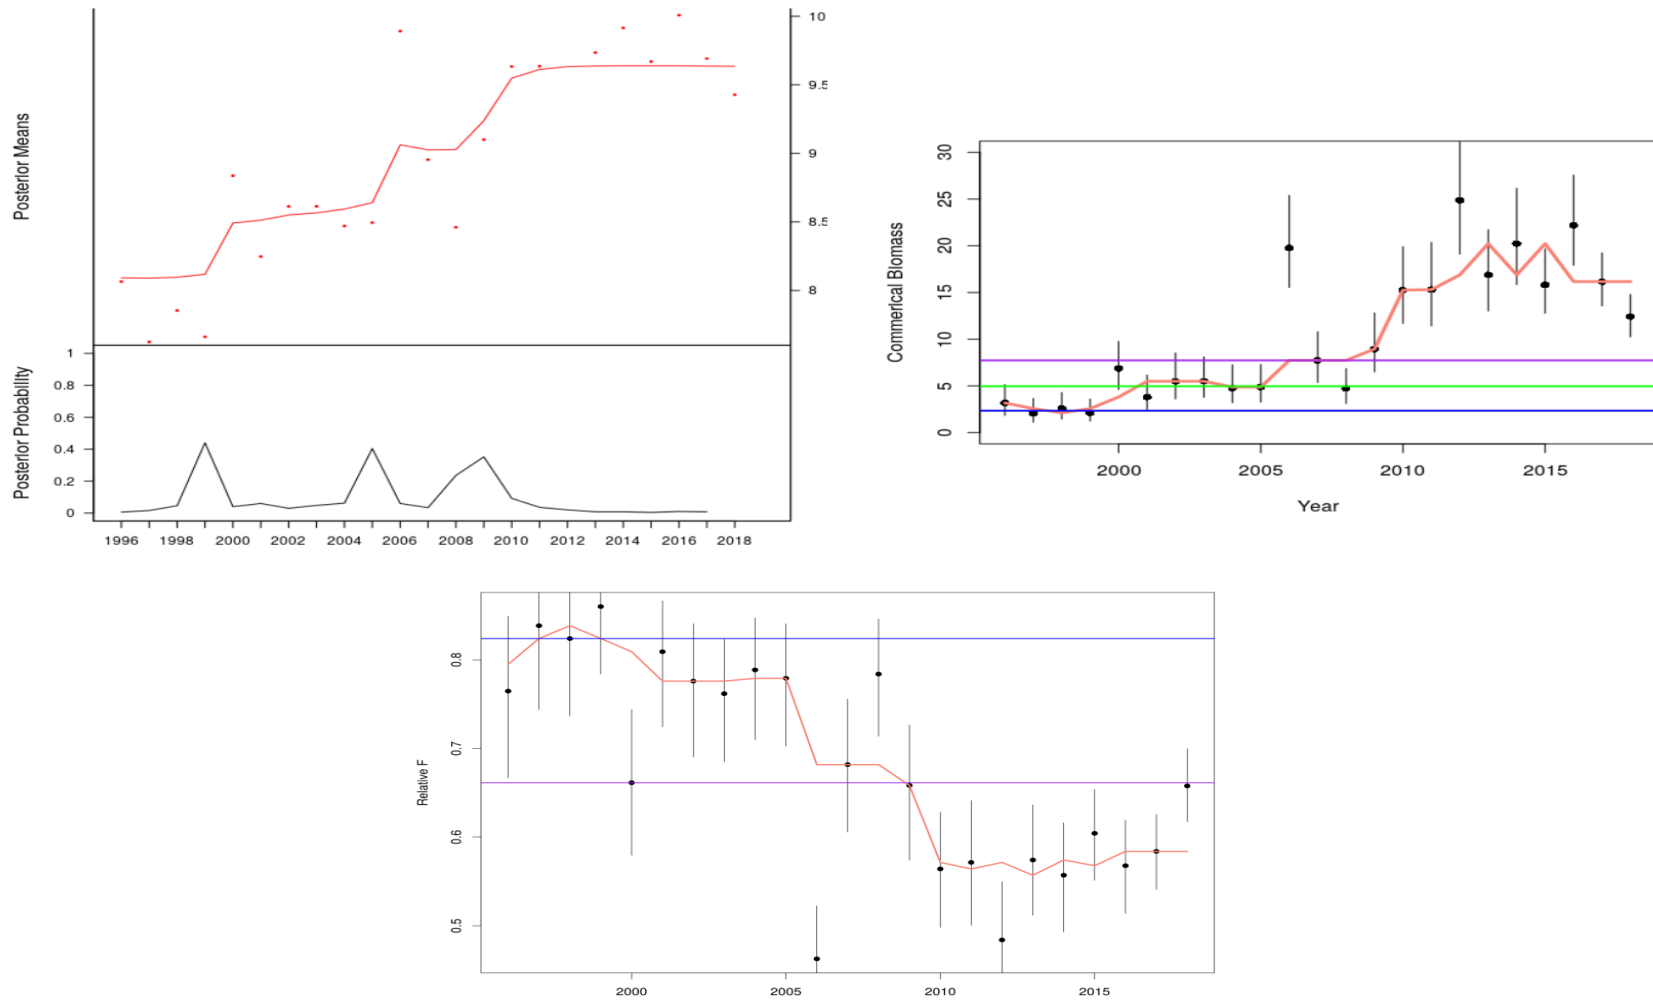 Posterior Means
10
9.5
9
8.5
8
Posterior Probability
1
0.8
0.6
0.4
0.2
0
1996 1998 2000 2002 2004 2006 2008 2010 2012 2014 2016 2018
Commerical Biomass
30
25
20
15
10
5
0
2000 2005 2010 2015
Year
Relative F
0.8
0.7
0.6
0.5
2000 2005 2010 2015